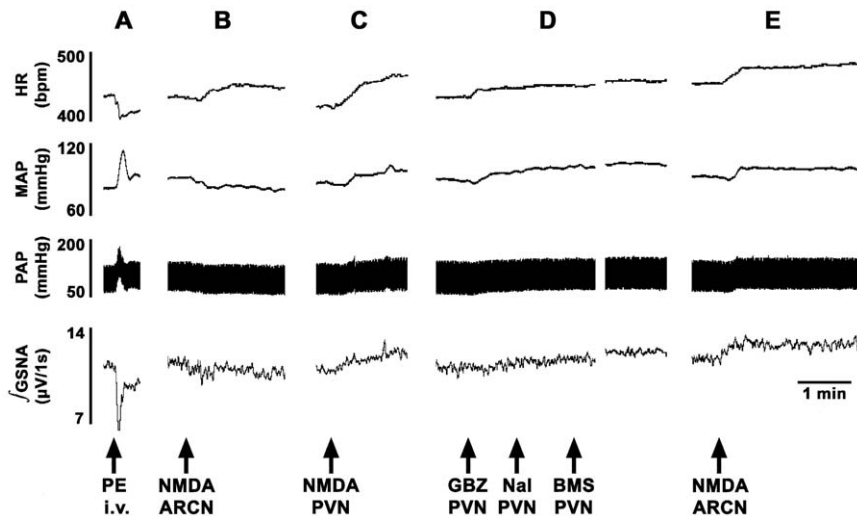 A B C D E
500
HR
(bpm)
400
120
MAP
(mmHg)
60
200
PAP
(mmHg)
50
14
∫GSNA
(µV/1s)
7
1 min
PE NMDA NMDA GBZ Nal BMS NMDA
i.v. ARCN PVN PVN PVN PVN ARCN